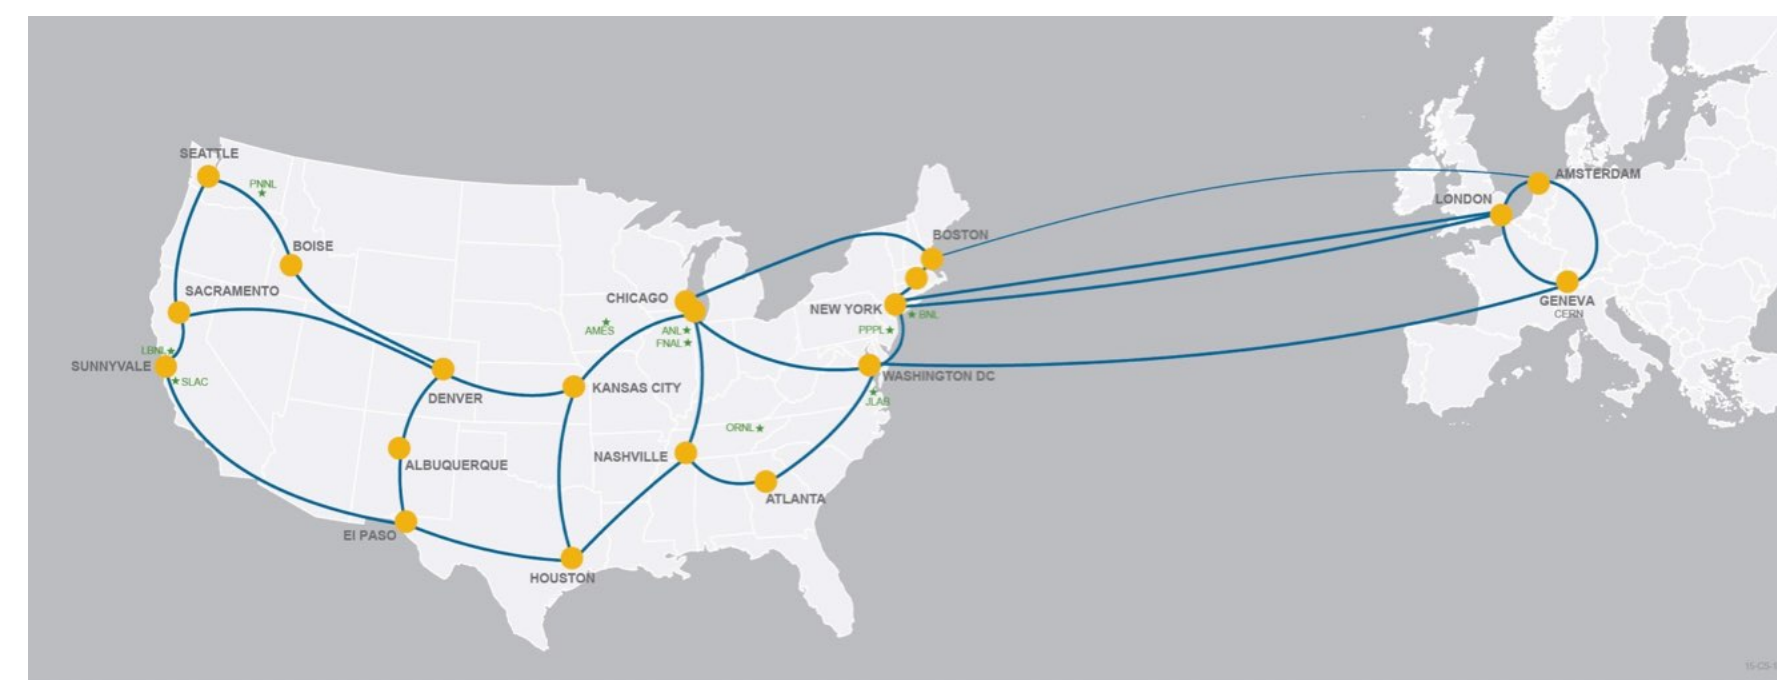 SEATTLE
PNNL
BOISE
SACRAMENTO
LBNL
SUNNYVALE
SLAC
DENVER
ALBUQUERQUE
El PASO
HOUSTON
KANSAS CITY
AMES
CHICAGO
ANL
FNAL
NASHVILLE
ORNL
ATLANTA
BOSTON
NEW YORK
BNL
PPPL
WASHINGTON DC
JLAB
AMSTERDAM
LONDON
GENEVA
CERN